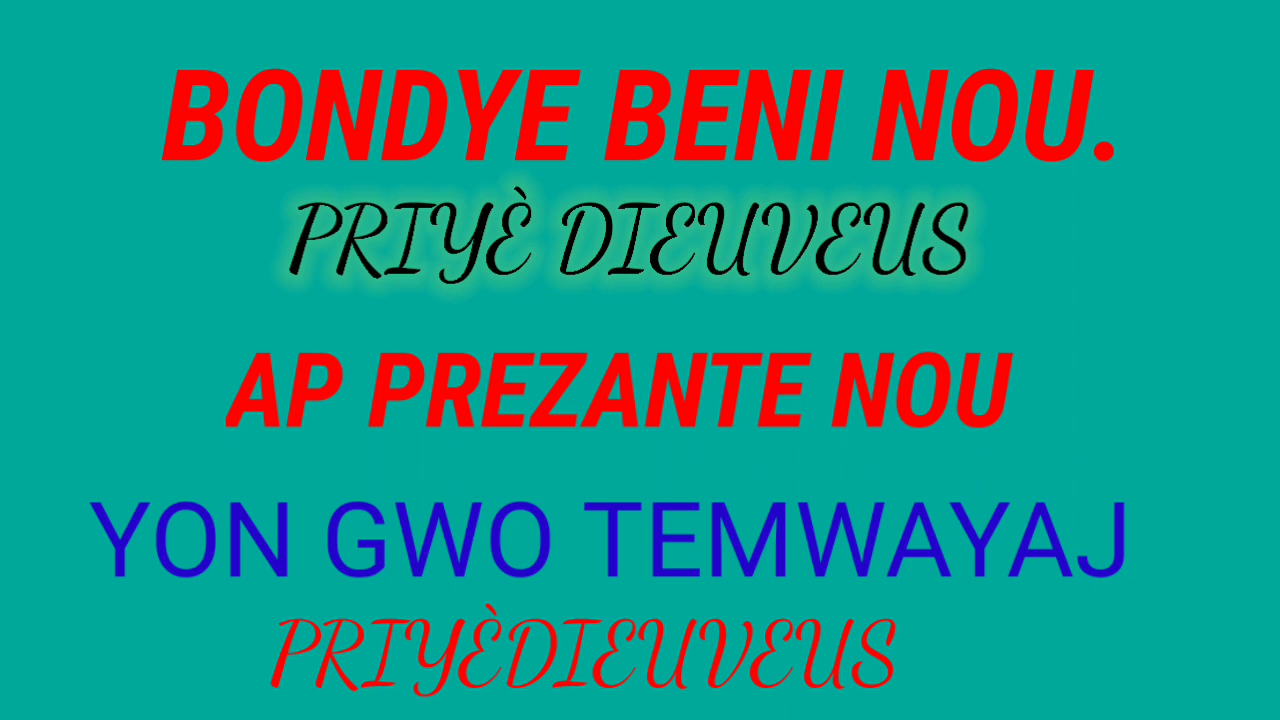 BONDYE BENI NOU.
PRIYÈ DIEUVEUS
AP PREZANTE NOU
YON GWO TEMWAYAJ
PRIYÈDIEUVEUS